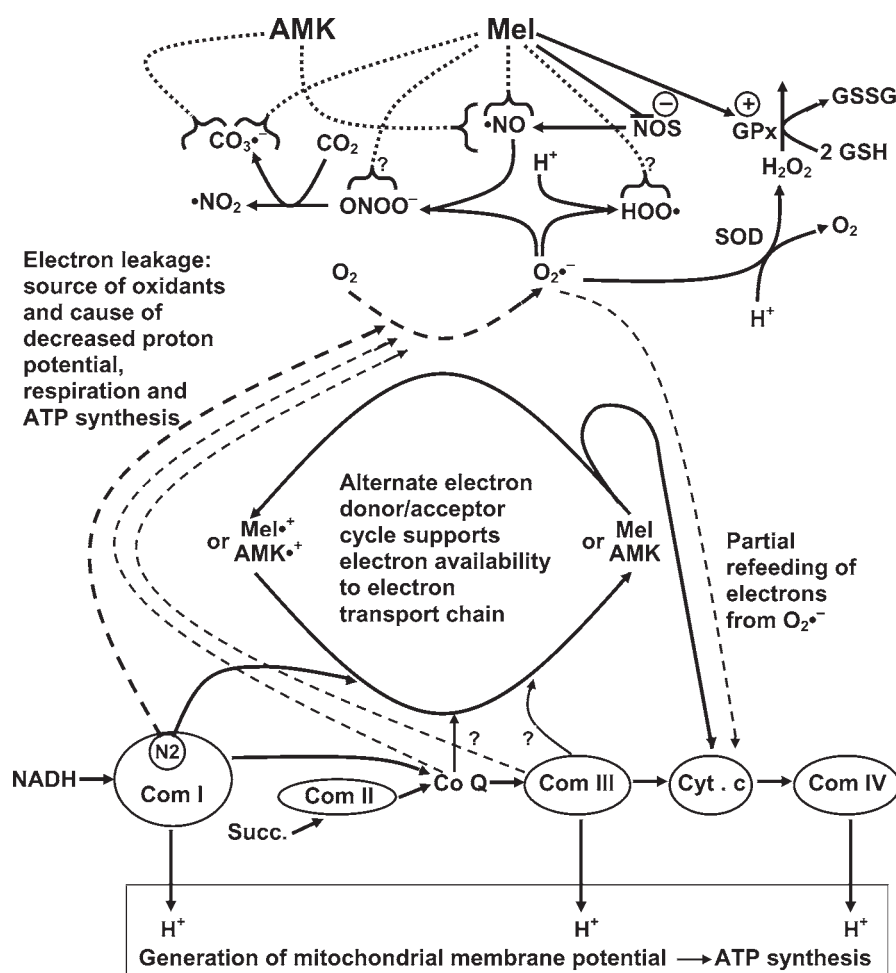 AMK Mel
CO₃•⁻ CO₂ •NO NOS ⊖ ⊕ GPx GSSG
2 GSH
H₂O₂
•NO₂ ONOO⁻ ? H⁺ ? HOO•
SOD O₂
H⁺
O₂ O₂•⁻
Electron leakage:
source of oxidants
and cause of
decreased proton
potential,
respiration and
ATP synthesis
or Mel•⁺
AMK•⁺
Alternate electron
donor/acceptor
cycle supports
electron availability
to electron
transport chain
or Mel
AMK
Partial
refeeding of
electrons
from O₂•⁻
? ?
N2
NADH Com I Com II Co Q Com III Cyt . c Com IV
Succ.
H⁺ H⁺ H⁺
Generation of mitochondrial membrane potential → ATP synthesis